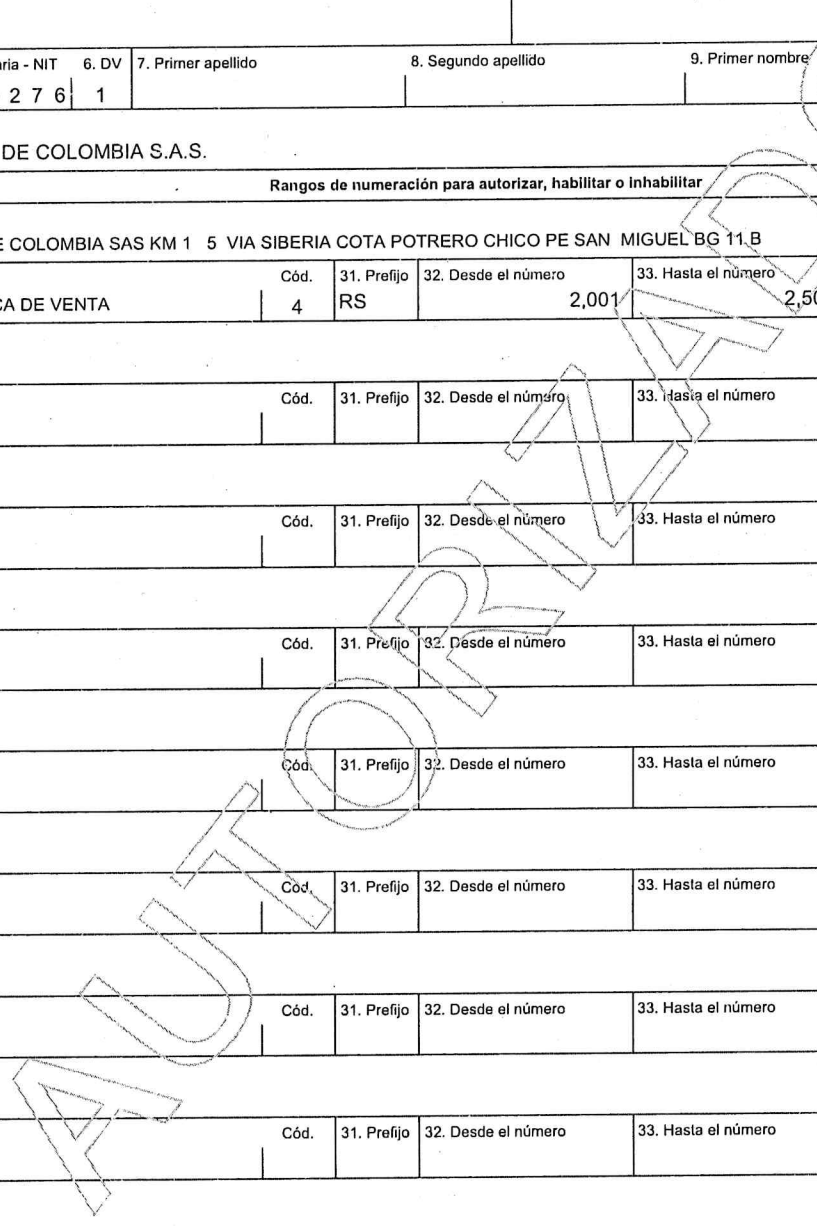 aria - NIT 6. DV 7. Primer apellido 8. Segundo apellido 9. Primer nombre
2 7 6 1
DE COLOMBIA S.A.S.
Rangos de numeración para autorizar, habilitar o inhabilitar
E COLOMBIA SAS KM 1 5 VIA SIBERIA COTA POTRERO CHICO PE SAN MIGUEL BG 11 B
Cód. 31. Prefijo 32. Desde el número 33. Hasta el número
CA DE VENTA 4 RS 2,001 2,50
Cód. 31. Prefijo 32. Desde el número 33. Hasta el número
Cód. 31. Prefijo 32. Desde el número 33. Hasta el número
Cód. 31. Prefijo 32. Desde el número 33. Hasta el número
Cód. 31. Prefijo 32. Desde el número 33. Hasta el número
Cód. 31. Prefijo 32. Desde el número 33. Hasta el número
Cód. 31. Prefijo 32. Desde el número 33. Hasta el número
Cód. 31. Prefijo 32. Desde el número 33. Hasta el número
AUTORIZADO